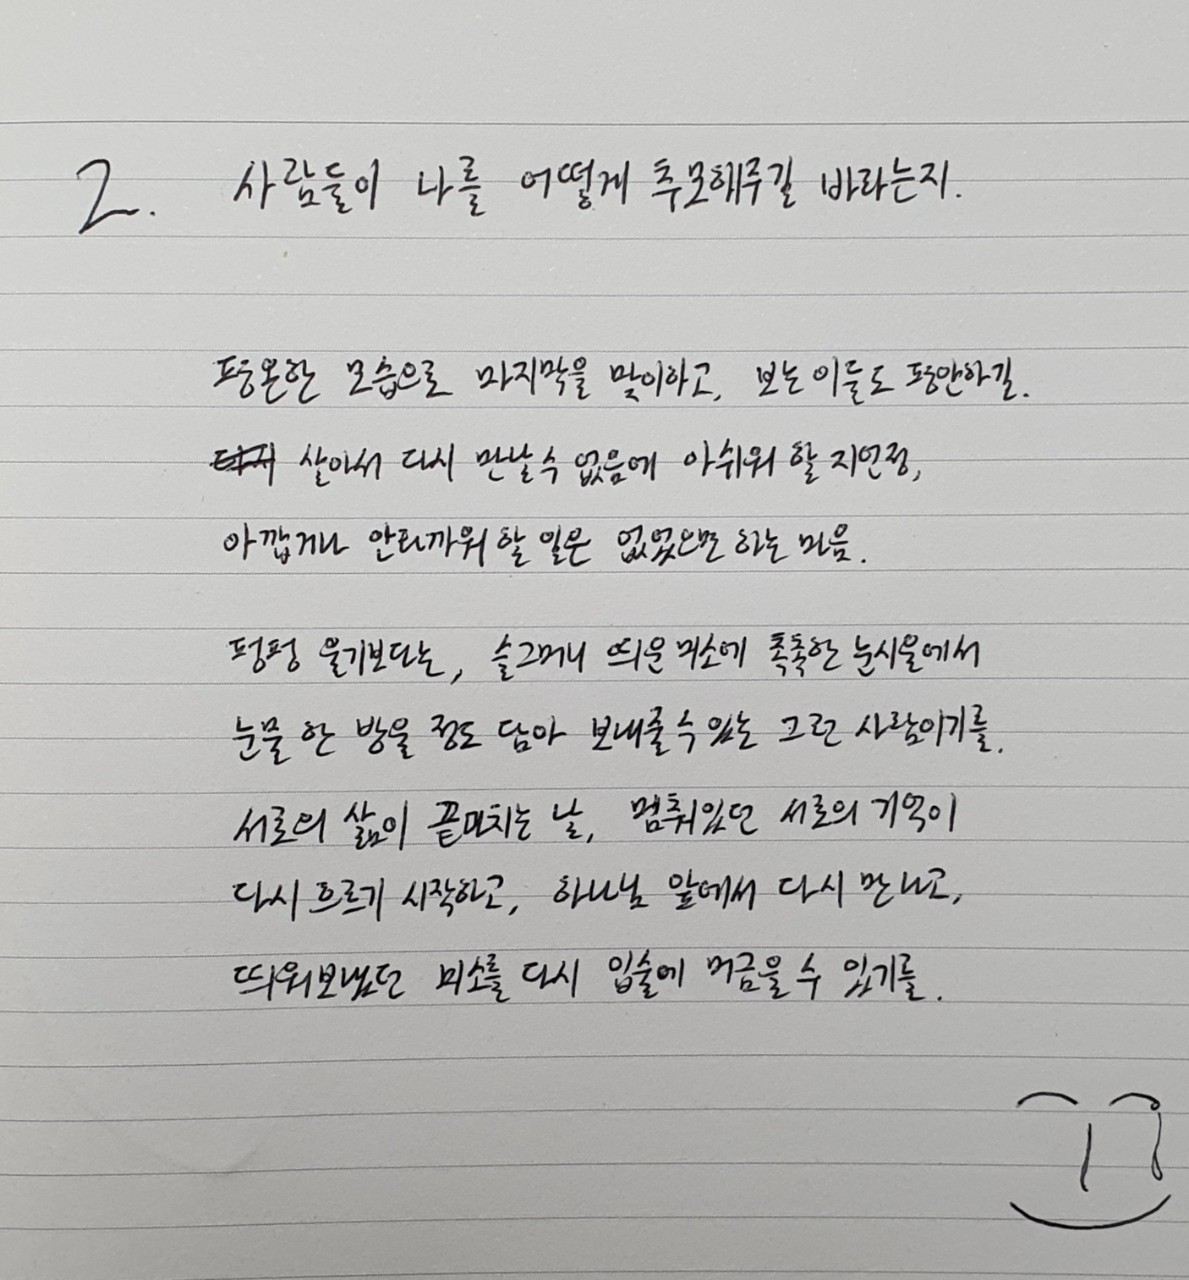 2. 사람들이 나를 어떻게 추모해주길 바라는지.
평온한 모습으로 마지막을 맞이하고, 보는 이들도 평안하길.
살아서 다시 만날 수 없음에 아쉬워 할 지언정,
아깝거나 안타까워 할 일은 없었으면 하는 마음.
펑펑 울기보다는, 슬그머니 띄운 미소에 촉촉한 눈시울에서
눈물 한 방울 정도 담아 보내줄 수 있는 그런 사람이기를.
서로의 삶이 끝마치는 날, 멈춰있던 서로의 기억이
다시 흐르기 시작하고, 하나님 앞에서 다시 만나고,
띄워보냈던 미소를 다시 입술에 머금을 수 있기를.